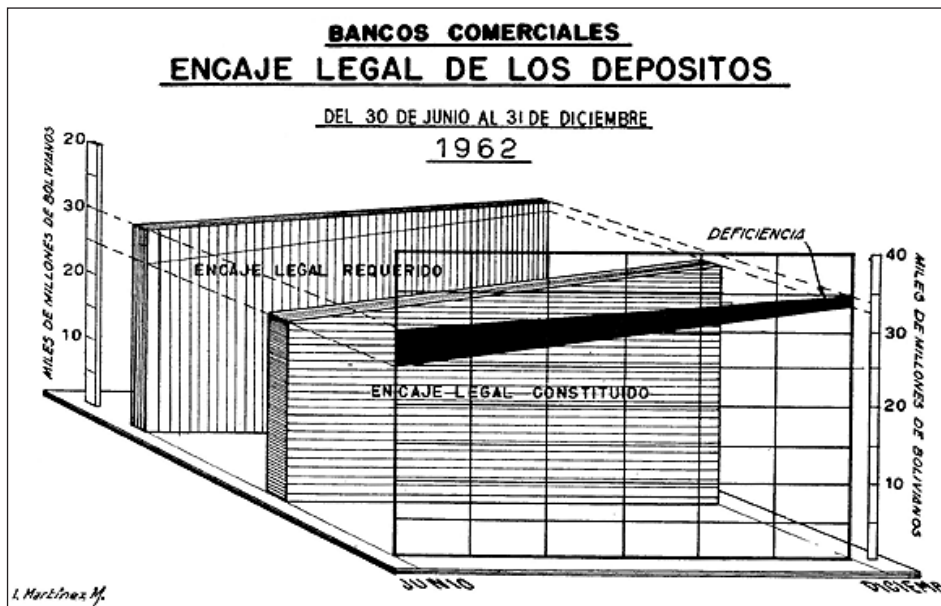 BANCOS COMERCIALES
ENCAJE LEGAL DE LOS DEPOSITOS
DEL 30 DE JUNIO AL 31 DE DICIEMBRE
1962
MILES DE MILLONES DE BOLIVIANOS
20
30
20
10
ENCAJE LEGAL REQUERIDO
DEFICIENCIA
ENCAJE LEGAL CONSTITUIDO
40
30
20
10
MILES DE MILLONES DE BOLIVIANOS
JUNIO
DICIEMB
I. Martínez M.